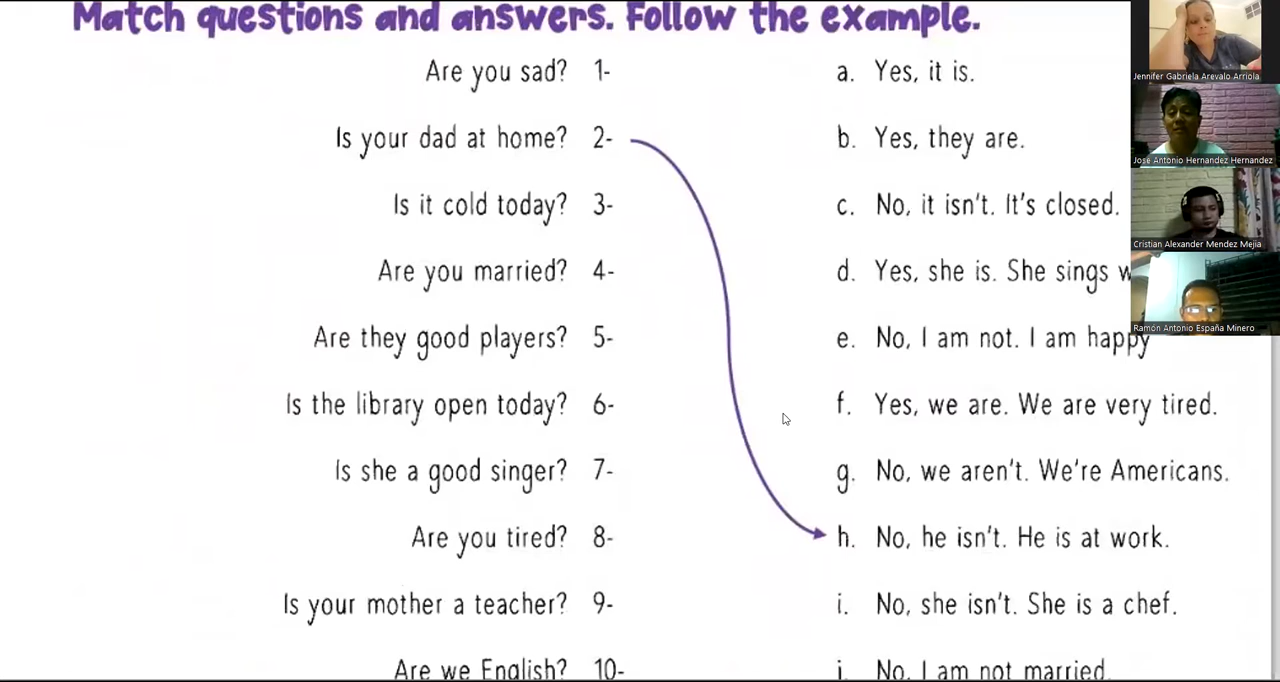 Match questions and answers. Follow the example.
Are you sad? 1-
a. Yes, it is.
Is your dad at home? 2-
b. Yes, they are.
Is it cold today? 3-
c. No, it isn't. It's closed.
Are you married? 4-
d. Yes, she is. She sings
Are they good players? 5-
e. No, I am not. I am happy
Is the library open today? 6-
f. Yes, we are. We are very tired.
Is she a good singer? 7-
g. No, we aren't. We're Americans.
Are you tired? 8-
h. No, he isn't. He is at work.
Is your mother a teacher? 9-
i. No, she isn't. She is a chef.
Are we English? 10-
j. No, I am not married
Jennifer Gabriela Arevalo Arriola
José Antonio Hernandez Hernandez
Cristian Alexander Mendez Mejia
Ramón Antonio España Minero